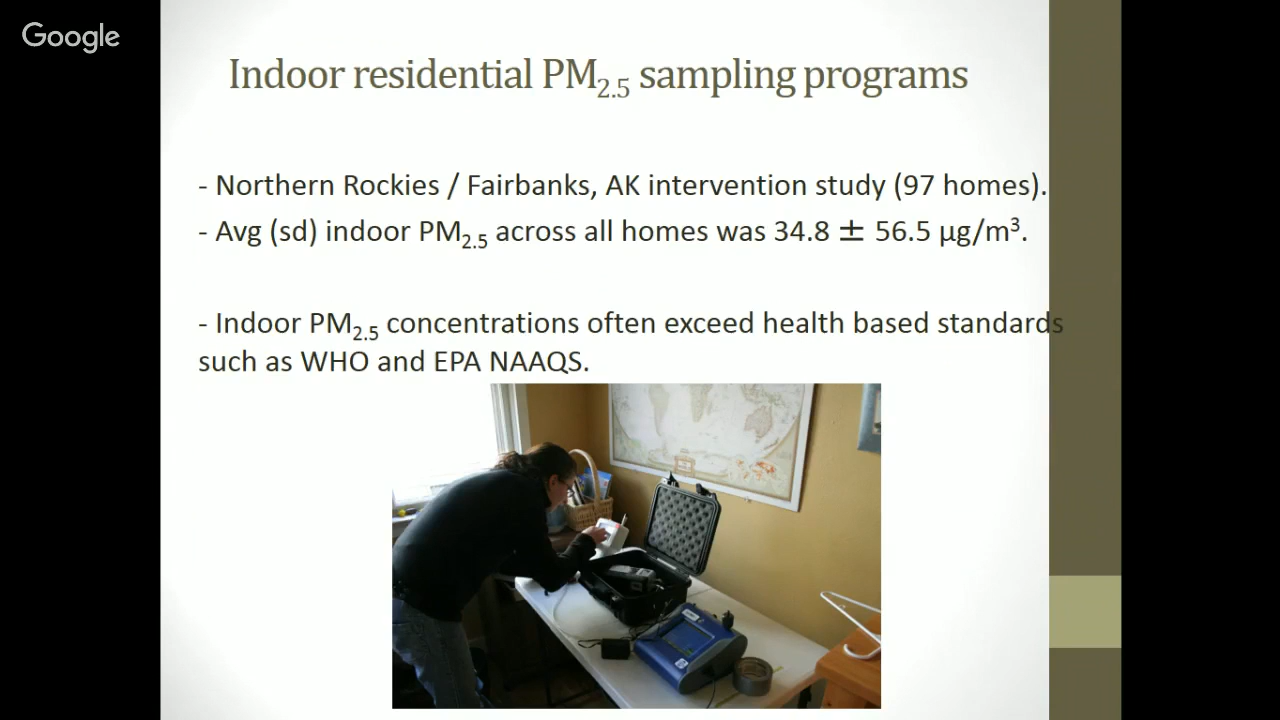 Google
Indoor residential PM₂.₅ sampling programs
- Northern Rockies / Fairbanks, AK intervention study (97 homes).
- Avg (sd) indoor PM₂.₅ across all homes was 34.8 ± 56.5 µg/m³.
- Indoor PM₂.₅ concentrations often exceed health based standards
such as WHO and EPA NAAQS.